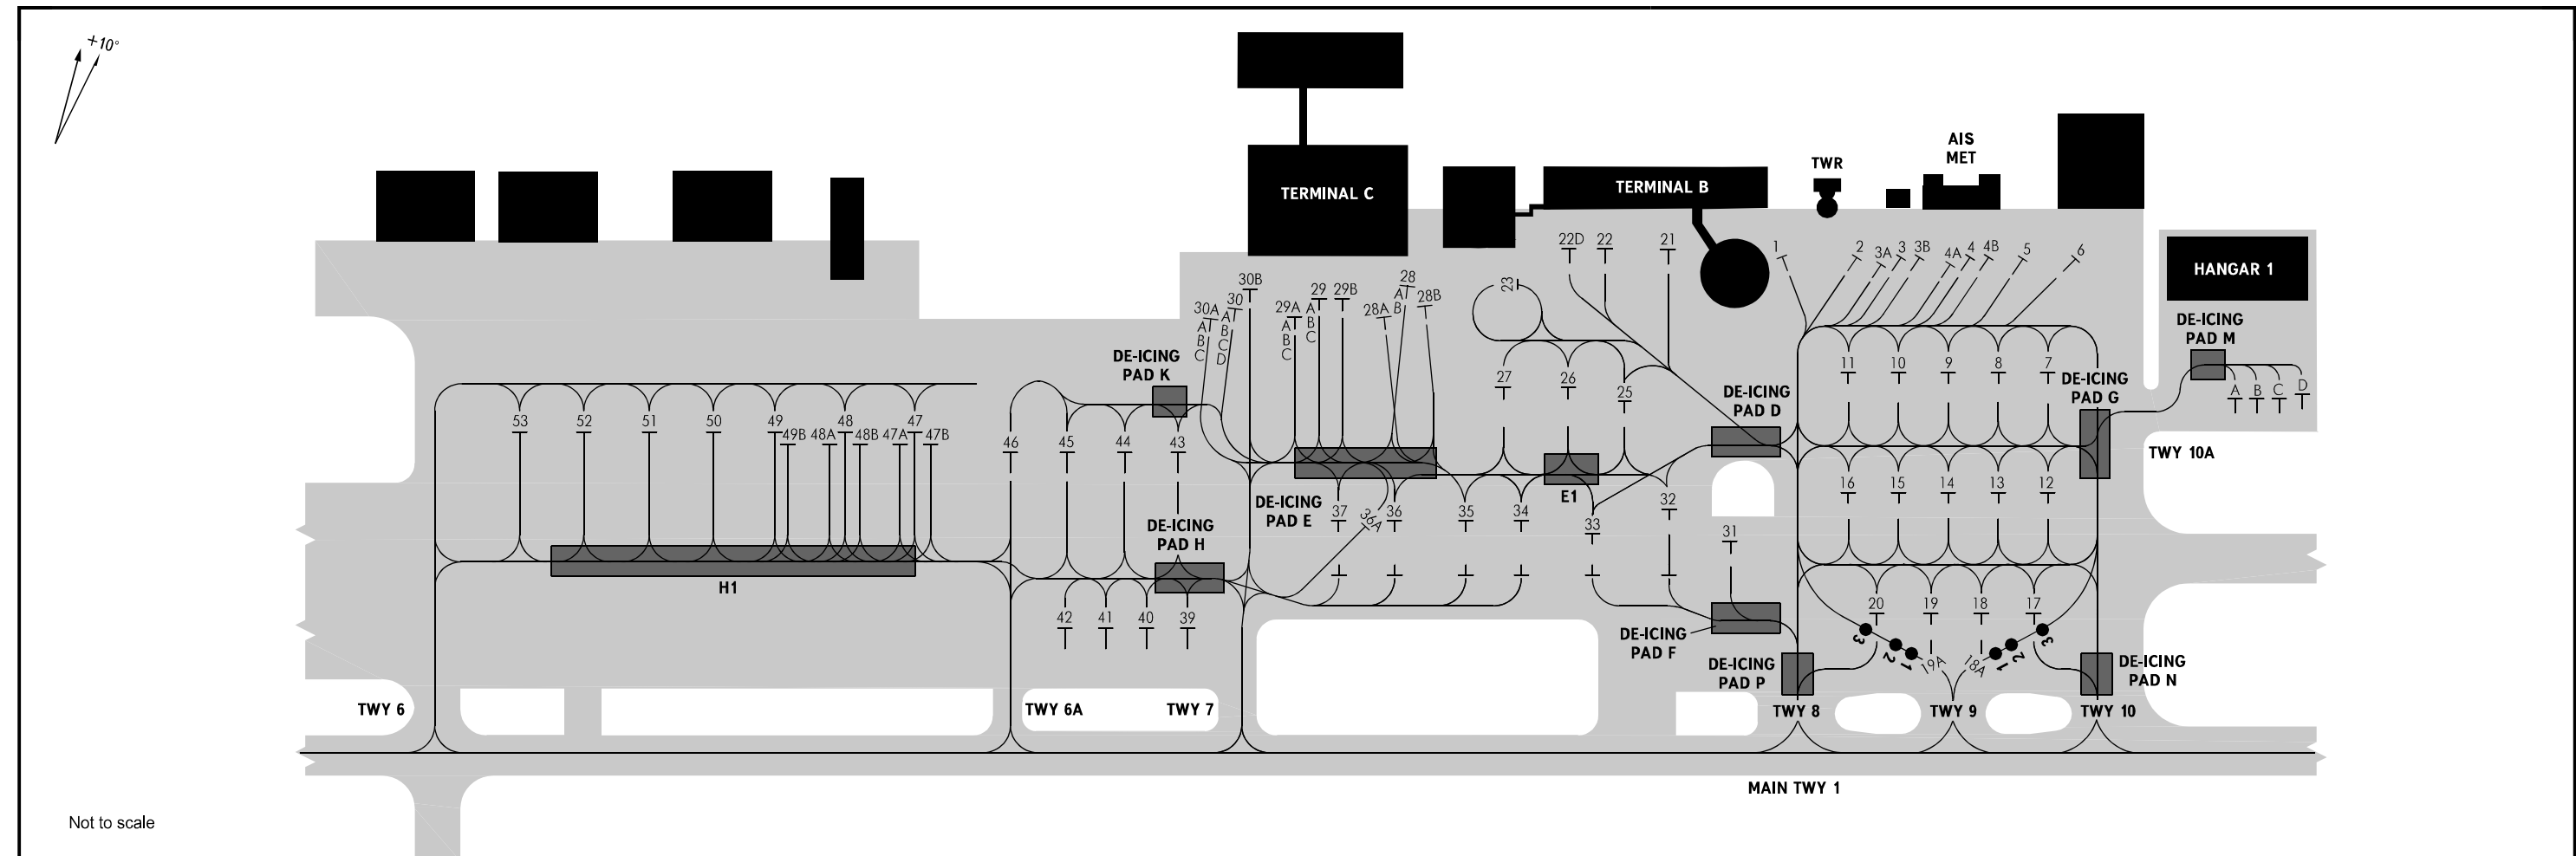 +10°
TERMINAL C
TERMINAL B
TWR
AIS
MET
HANGAR 1
22D
22
21
1
2
3A
3
3B
4A
4
4B
5
6
30B
30A
A
B
C
30
A
B
C
D
29A
A
B
C
29
A
B
C
29B
28A
28
A
B
28B
23
DE-ICING
PAD M
A
B
C
D
DE-ICING
PAD K
27
26
25
11
10
9
8
7
DE-ICING
PAD G
DE-ICING
PAD D
53
52
51
50
49
49B
48A
48
48B
47A
47
47B
46
45
44
43
TWY 10A
DE-ICING
PAD E
E1
37
36A
36
35
34
33
32
31
16
15
14
13
12
DE-ICING
PAD H
H1
42
41
40
39
20
19
18
17
3
2
1
19A
18A
1
2
3
DE-ICING
PAD F
DE-ICING
PAD P
DE-ICING
PAD N
TWY 6
TWY 6A
TWY 7
TWY 8
TWY 9
TWY 10
MAIN TWY 1
Not to scale